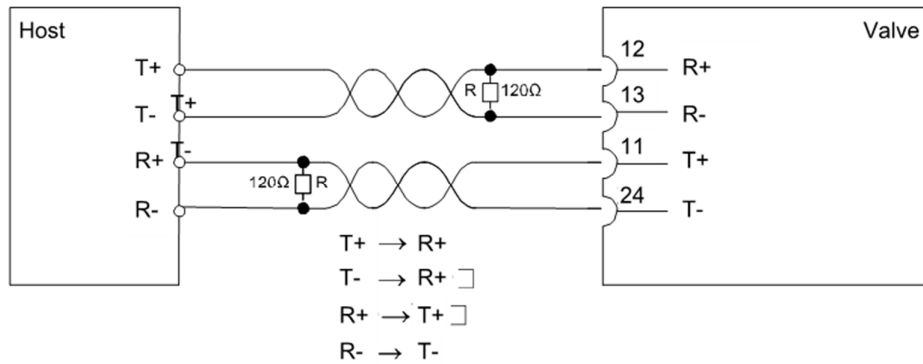 Host
Valve
T+
12
R+
R 120Ω
T+
T-
13
R-
T-
R+
11
T+
120Ω R
R-
24
T-
T+ → R+
T- → R+
R+ → T+
R- → T-